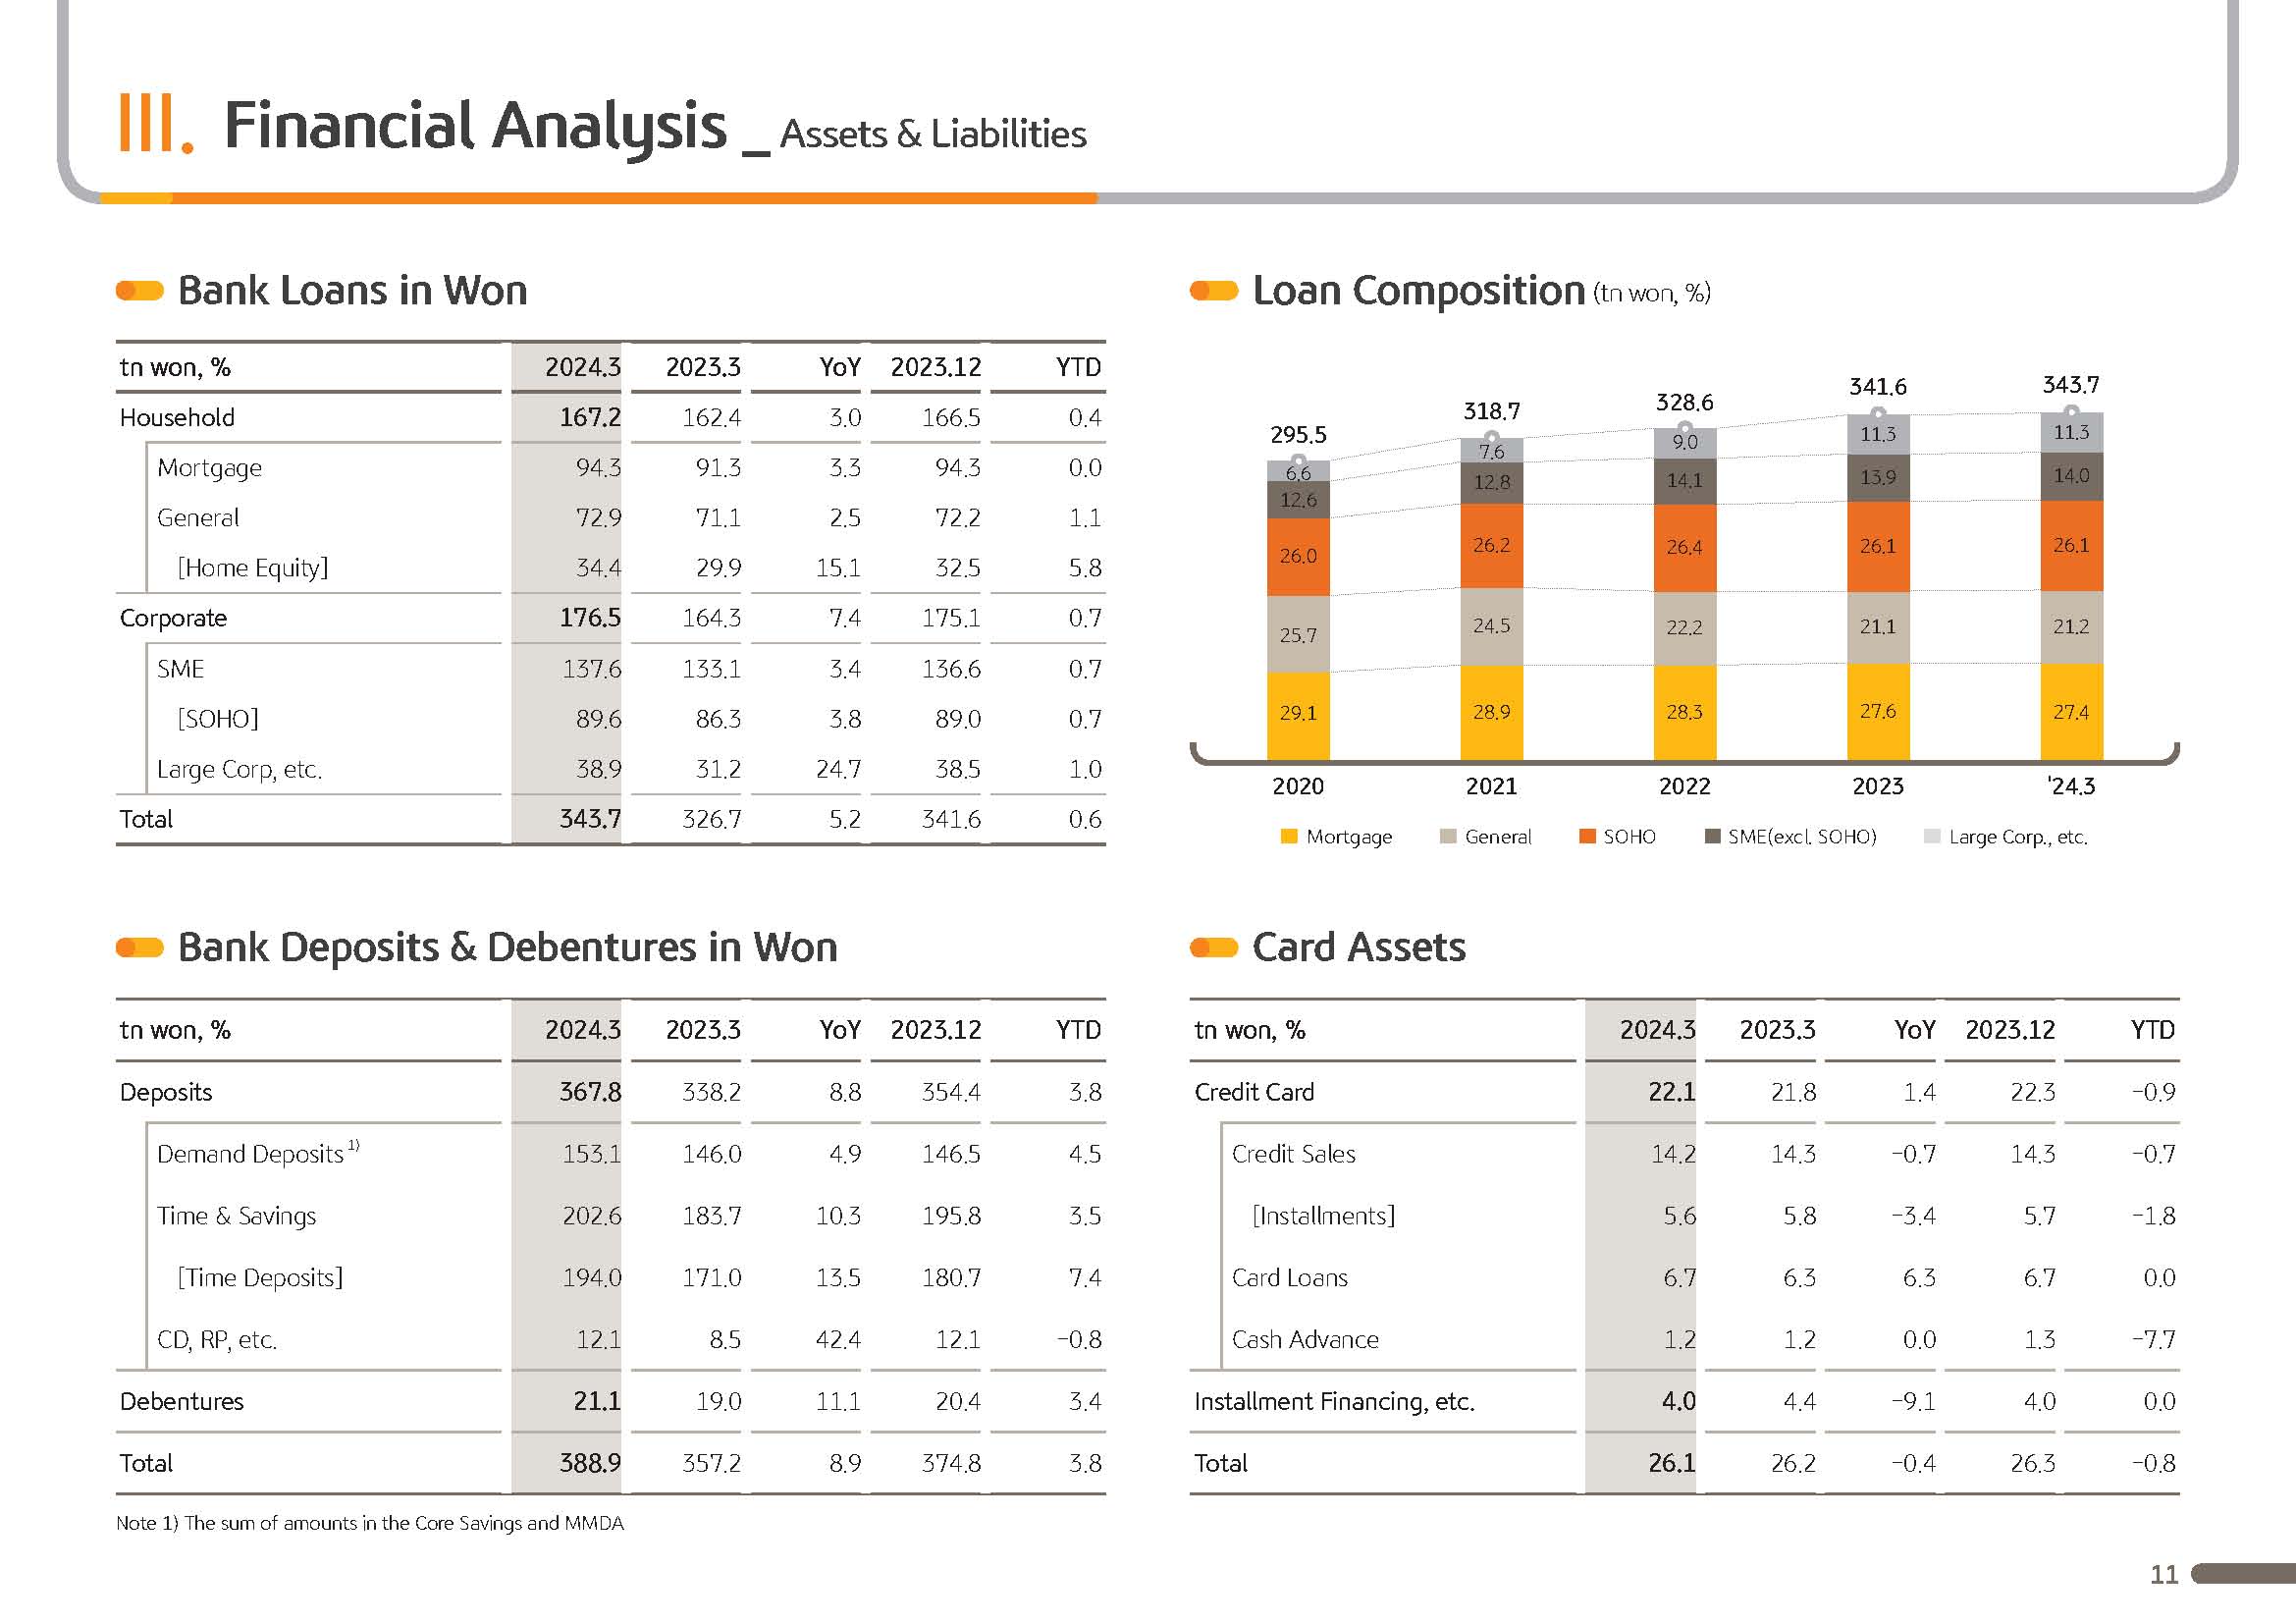 III. Financial Analysis _ Assets & Liabilities
Bank Loans in Won
tn won, % 2024.3 2023.3 YoY 2023.12 YTD
Household 167.2 162.4 3.0 166.5 0.4
Mortgage 94.3 91.3 3.3 94.3 0.0
General 72.9 71.1 2.5 72.2 1.1
[Home Equity] 34.4 29.9 15.1 32.5 5.8
Corporate 176.5 164.3 7.4 175.1 0.7
SME 137.6 133.1 3.4 136.6 0.7
[SOHO] 89.6 86.3 3.8 89.0 0.7
Large Corp, etc. 38.9 31.2 24.7 38.5 1.0
Total 343.7 326.7 5.2 341.6 0.6
Loan Composition (tn won, %)
295.5 318.7 328.6 341.6 343.7
6.6 7.6 9.0 11.3 11.3
12.6 12.8 14.1 13.9 14.0
26.0 26.2 26.4 26.1 26.1
25.7 24.5 22.2 21.1 21.2
29.1 28.9 28.3 27.6 27.4
2020 2021 2022 2023 '24.3
Mortgage General SOHO SME(excl. SOHO) Large Corp., etc.
Bank Deposits & Debentures in Won
tn won, % 2024.3 2023.3 YoY 2023.12 YTD
Deposits 367.8 338.2 8.8 354.4 3.8
Demand Deposits 1) 153.1 146.0 4.9 146.5 4.5
Time & Savings 202.6 183.7 10.3 195.8 3.5
[Time Deposits] 194.0 171.0 13.5 180.7 7.4
CD, RP, etc. 12.1 8.5 42.4 12.1 -0.8
Debentures 21.1 19.0 11.1 20.4 3.4
Total 388.9 357.2 8.9 374.8 3.8
Note 1) The sum of amounts in the Core Savings and MMDA
Card Assets
tn won, % 2024.3 2023.3 YoY 2023.12 YTD
Credit Card 22.1 21.8 1.4 22.3 -0.9
Credit Sales 14.2 14.3 -0.7 14.3 -0.7
[Installments] 5.6 5.8 -3.4 5.7 -1.8
Card Loans 6.7 6.3 6.3 6.7 0.0
Cash Advance 1.2 1.2 0.0 1.3 -7.7
Installment Financing, etc. 4.0 4.4 -9.1 4.0 0.0
Total 26.1 26.2 -0.4 26.3 -0.8
11